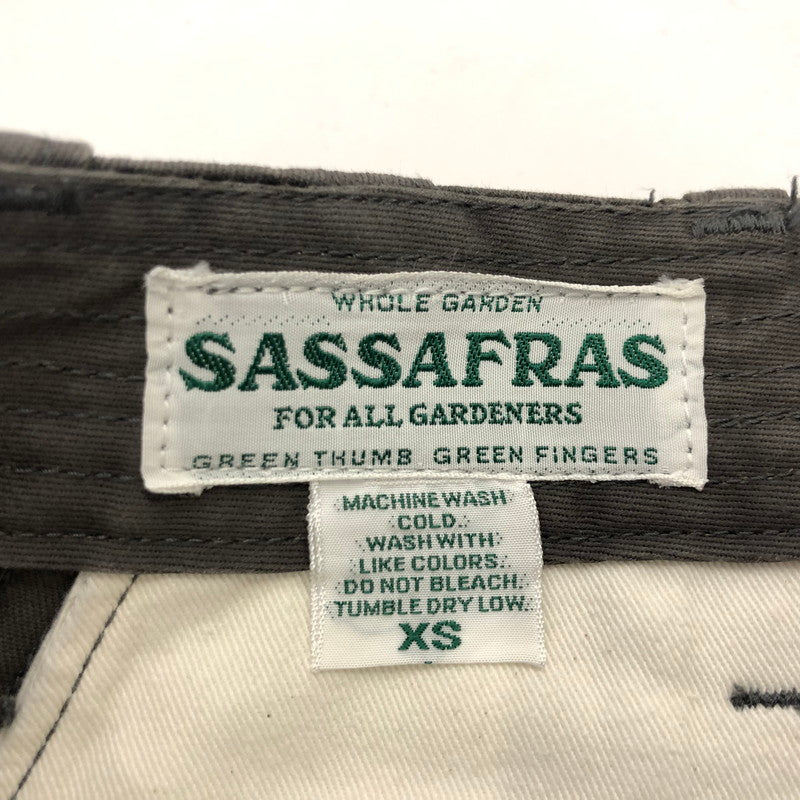 WHOLE GARDEN
SASSAFRAS
FOR ALL GARDENERS
GREEN THUMB GREEN FINGERS
MACHINE WASH
COLD.
WASH WITH
LIKE COLORS.
DO NOT BLEACH.
TUMBLE DRY LOW.
XS